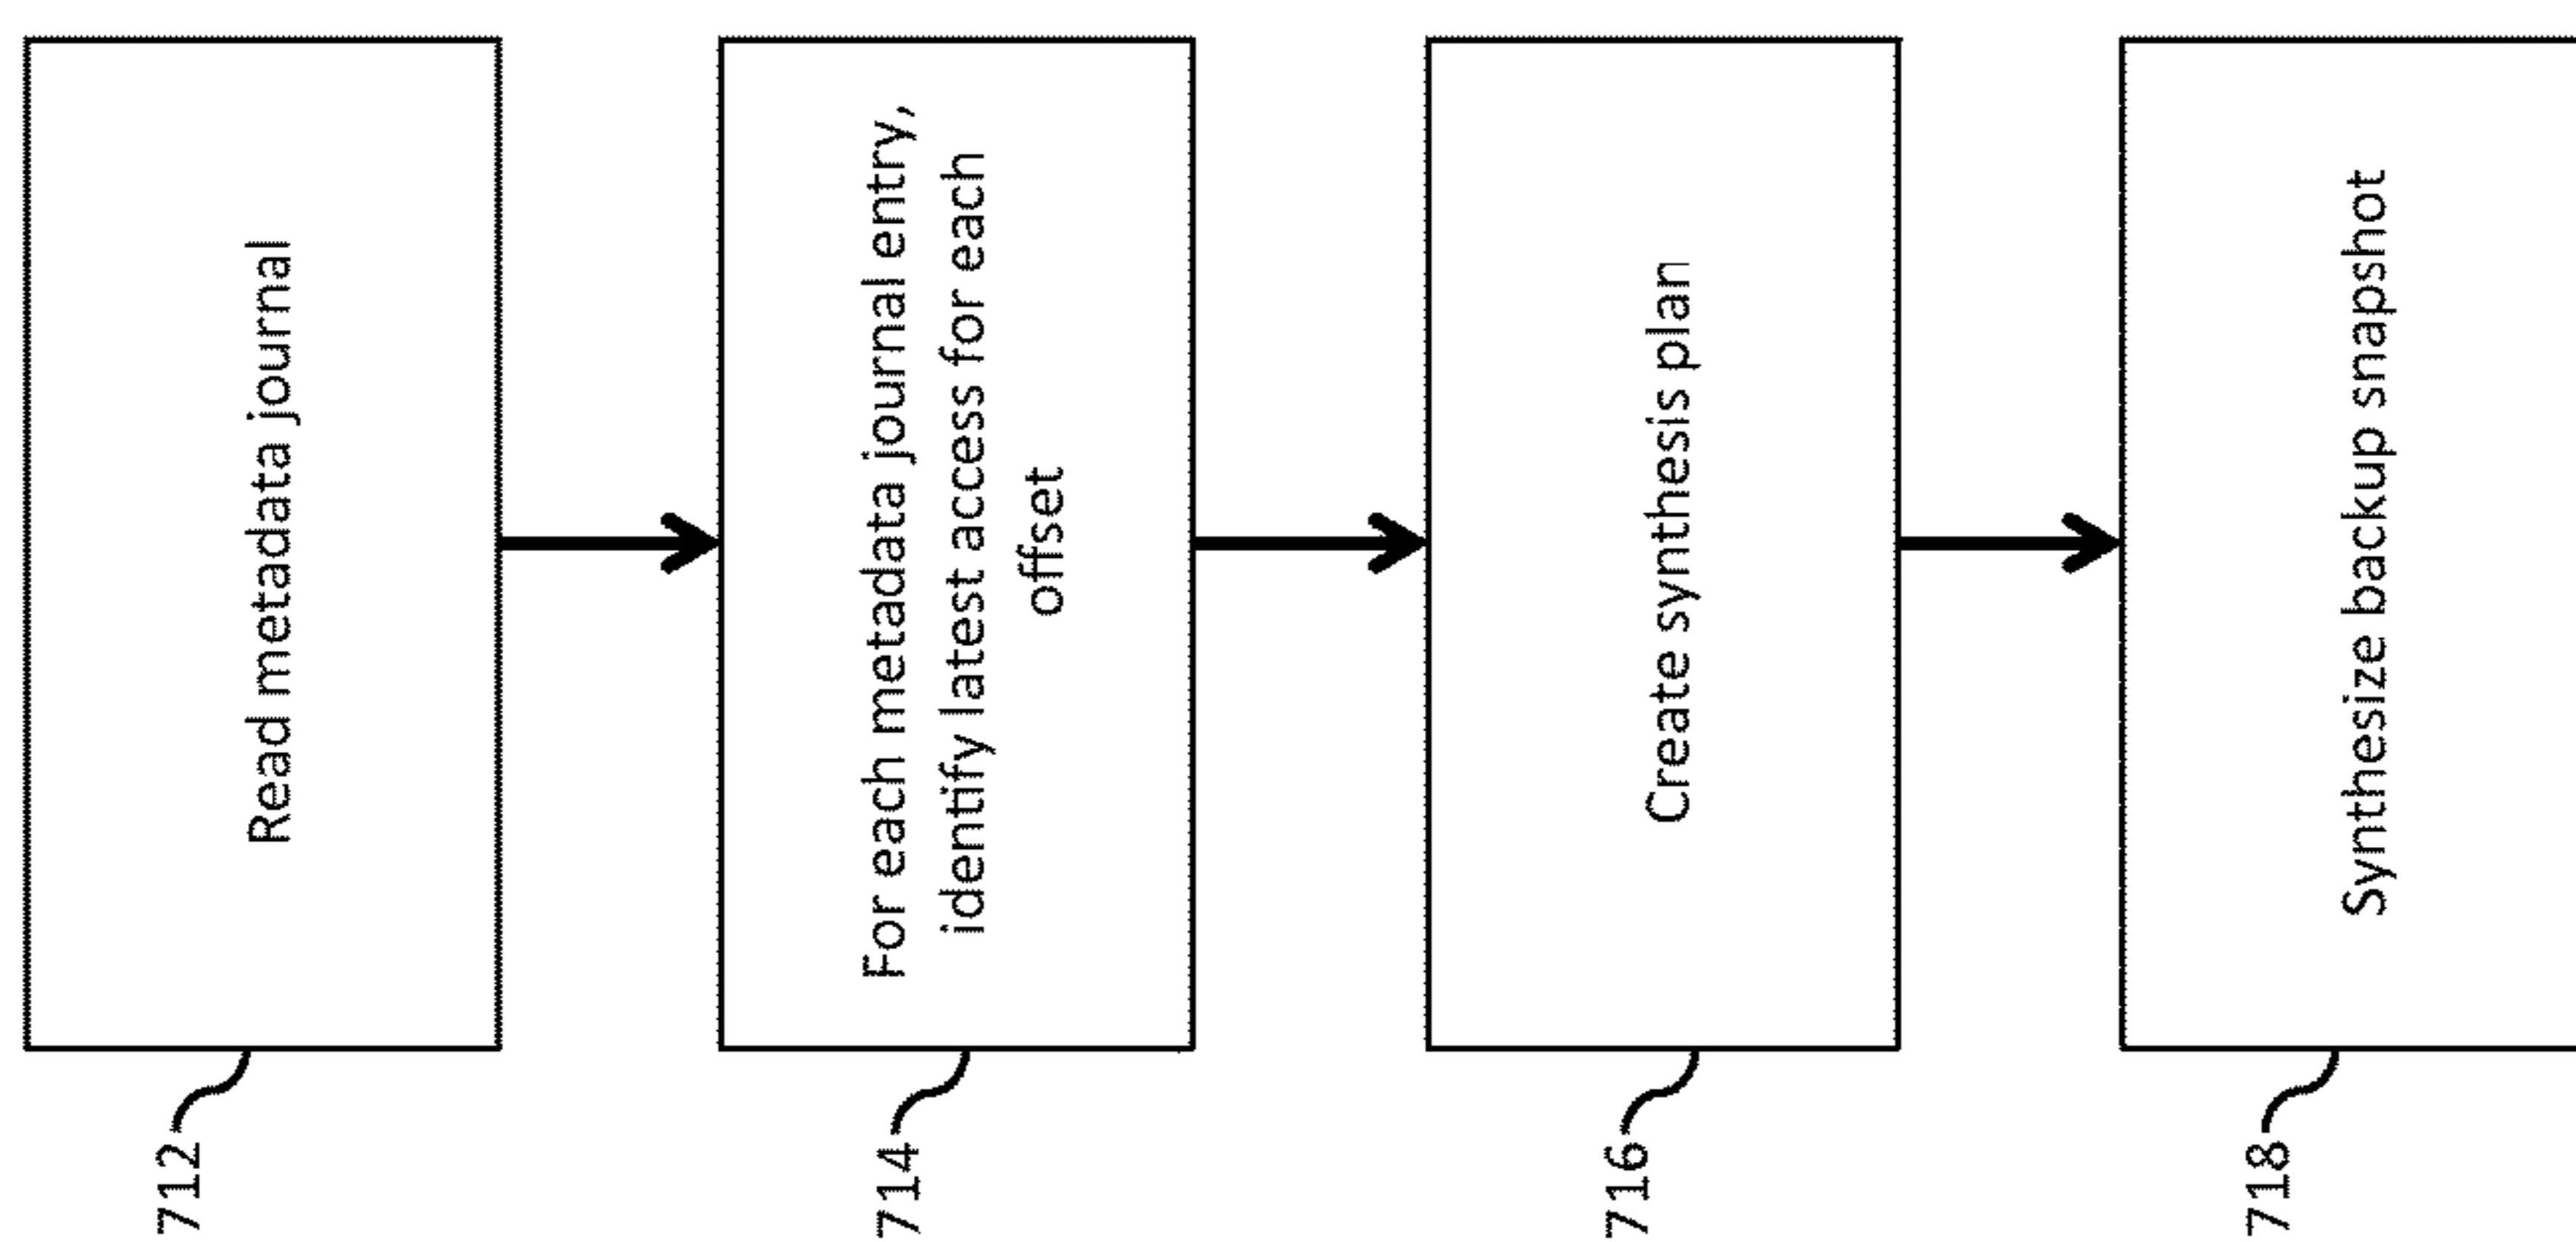 712
Read metadata journal
714
For each metadata journal entry,
identify latest access for each
offset
716
Create synthesis plan
718
Synthesize backup snapshot